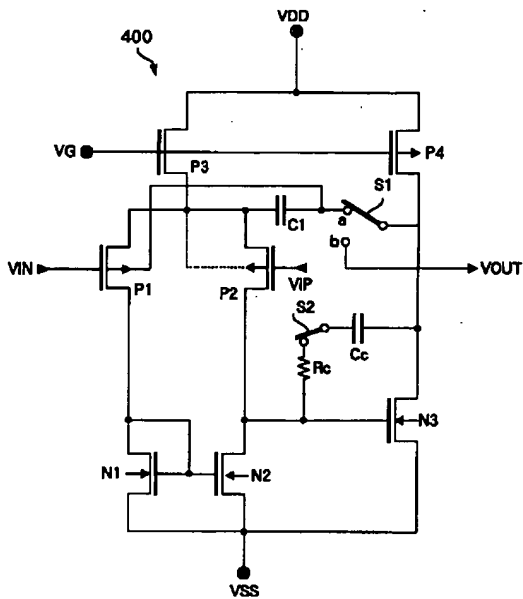 VDD
400
VG
P3
P4
S1
C1
a
b
VIN
P1
P2
VIP
VOUT
S2
Cc
Rc
N3
N1
N2
VSS